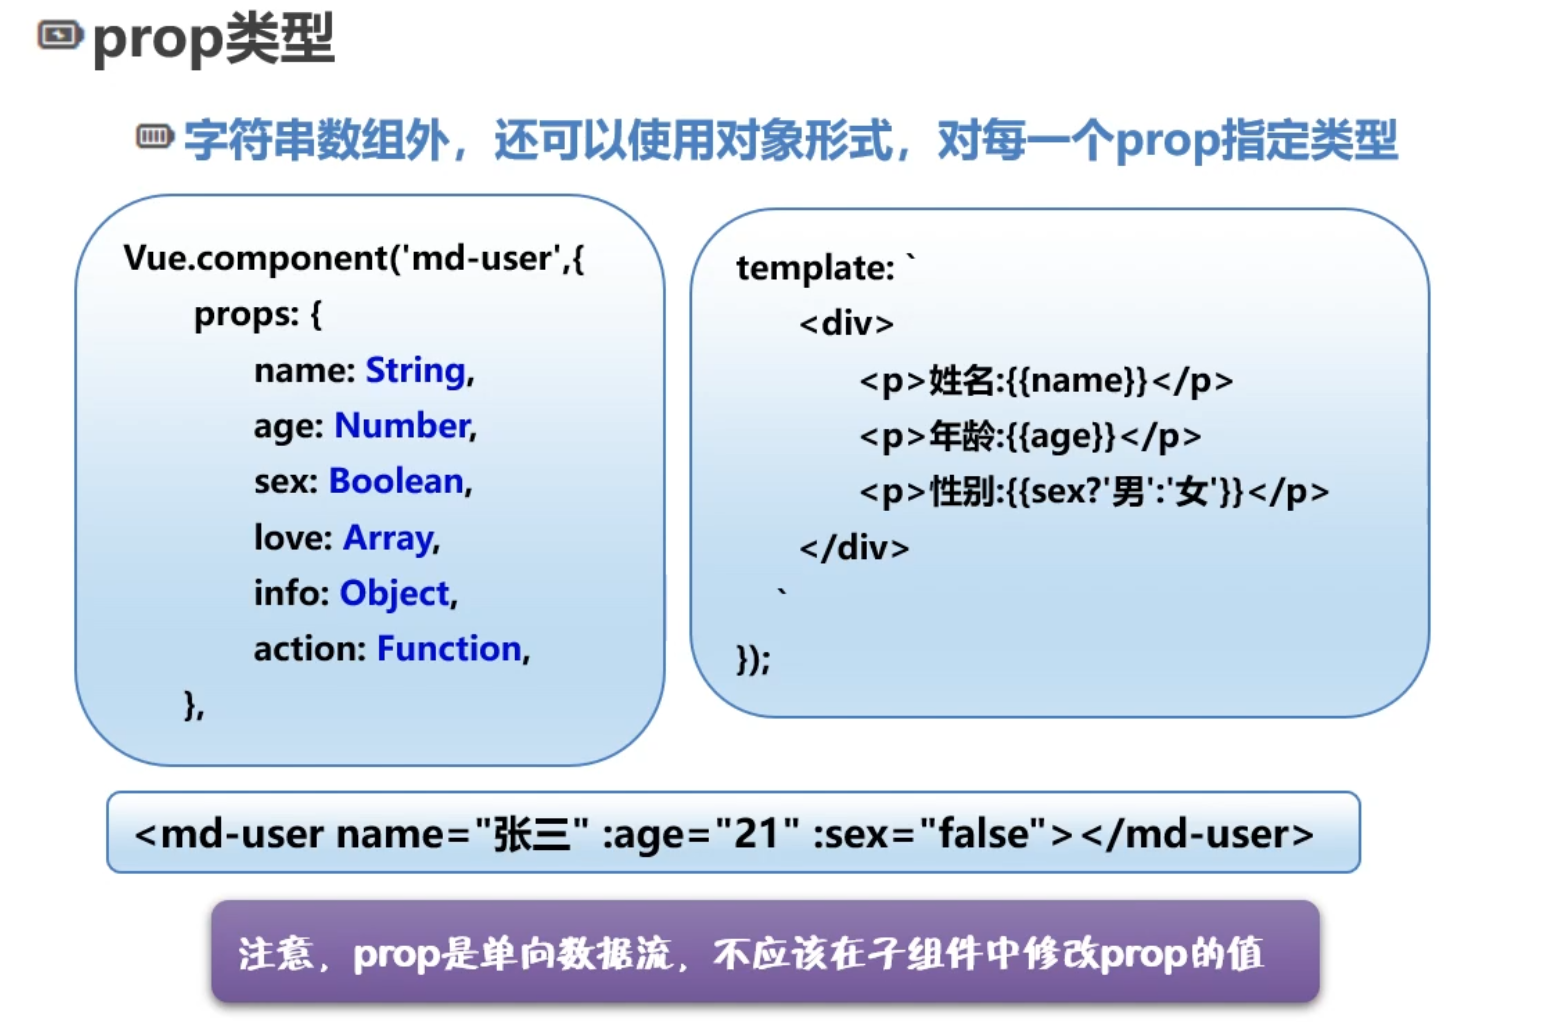 prop类型
字符串数组外，还可以使用对象形式，对每一个prop指定类型
Vue.component('md-user',{
props: {
name: String,
age: Number,
sex: Boolean,
love: Array,
info: Object,
action: Function,
},
template: `
<div>
<p>姓名:{{name}}</p>
<p>年龄:{{age}}</p>
<p>性别:{{sex?'男':'女'}}</p>
</div>
`
});
<md-user name="张三" :age="21" :sex="false"></md-user>
注意，prop是单向数据流，不应该在子组件中修改prop的值